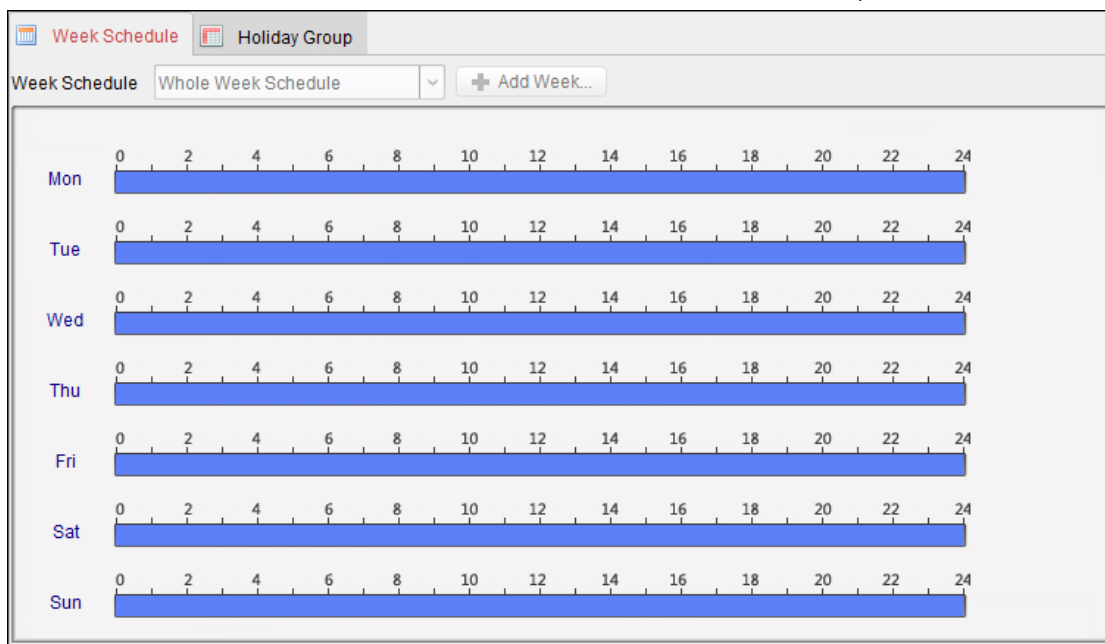 Week Schedule Holiday Group
Week Schedule Whole Week Schedule Add Week...
0 2 4 6 8 10 12 14 16 18 20 22 24
Mon
0 2 4 6 8 10 12 14 16 18 20 22 24
Tue
0 2 4 6 8 10 12 14 16 18 20 22 24
Wed
0 2 4 6 8 10 12 14 16 18 20 22 24
Thu
0 2 4 6 8 10 12 14 16 18 20 22 24
Fri
0 2 4 6 8 10 12 14 16 18 20 22 24
Sat
0 2 4 6 8 10 12 14 16 18 20 22 24
Sun